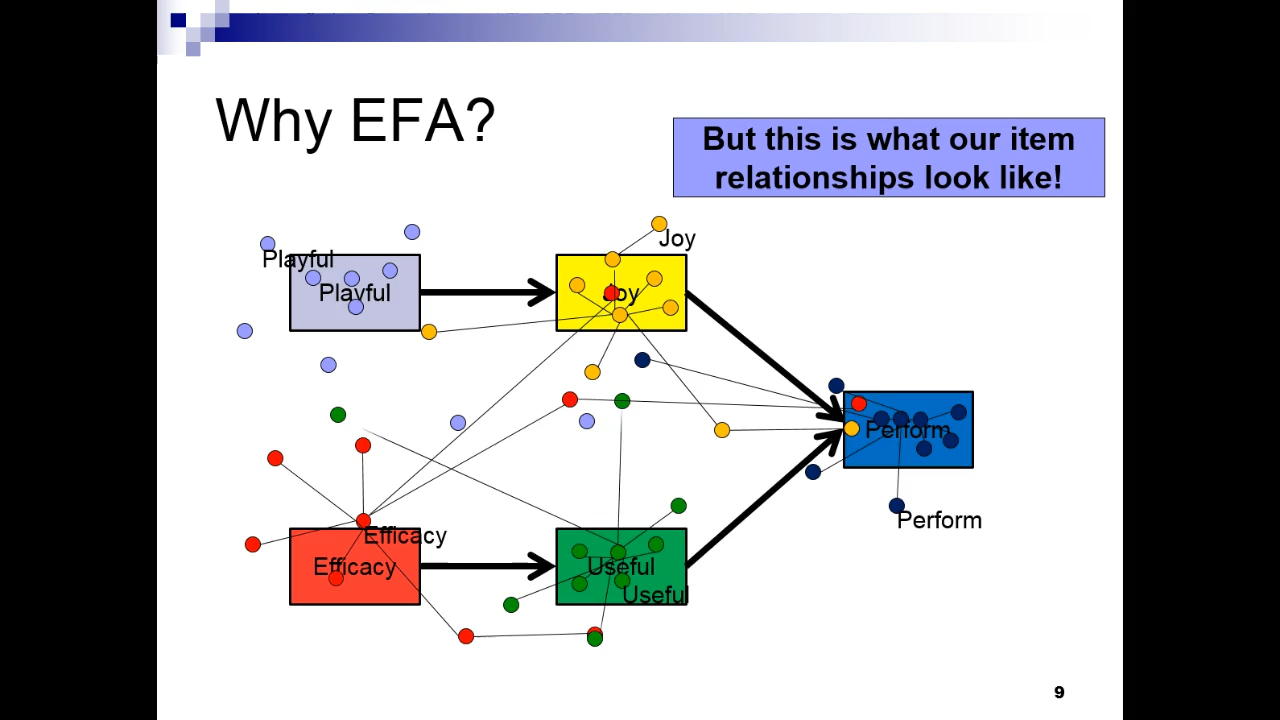 Why EFA?
But this is what our item
relationships look like!
Joy
Playful
Playful
Joy
Perform
Perform
Efficacy
Efficacy
Useful
Useful
9